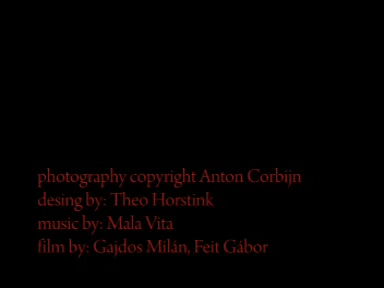 photography copyright Anton Corbijn
desing by: Theo Horstink
music by: Mala Vita
film by: Gajdos Milán, Feit Gábor